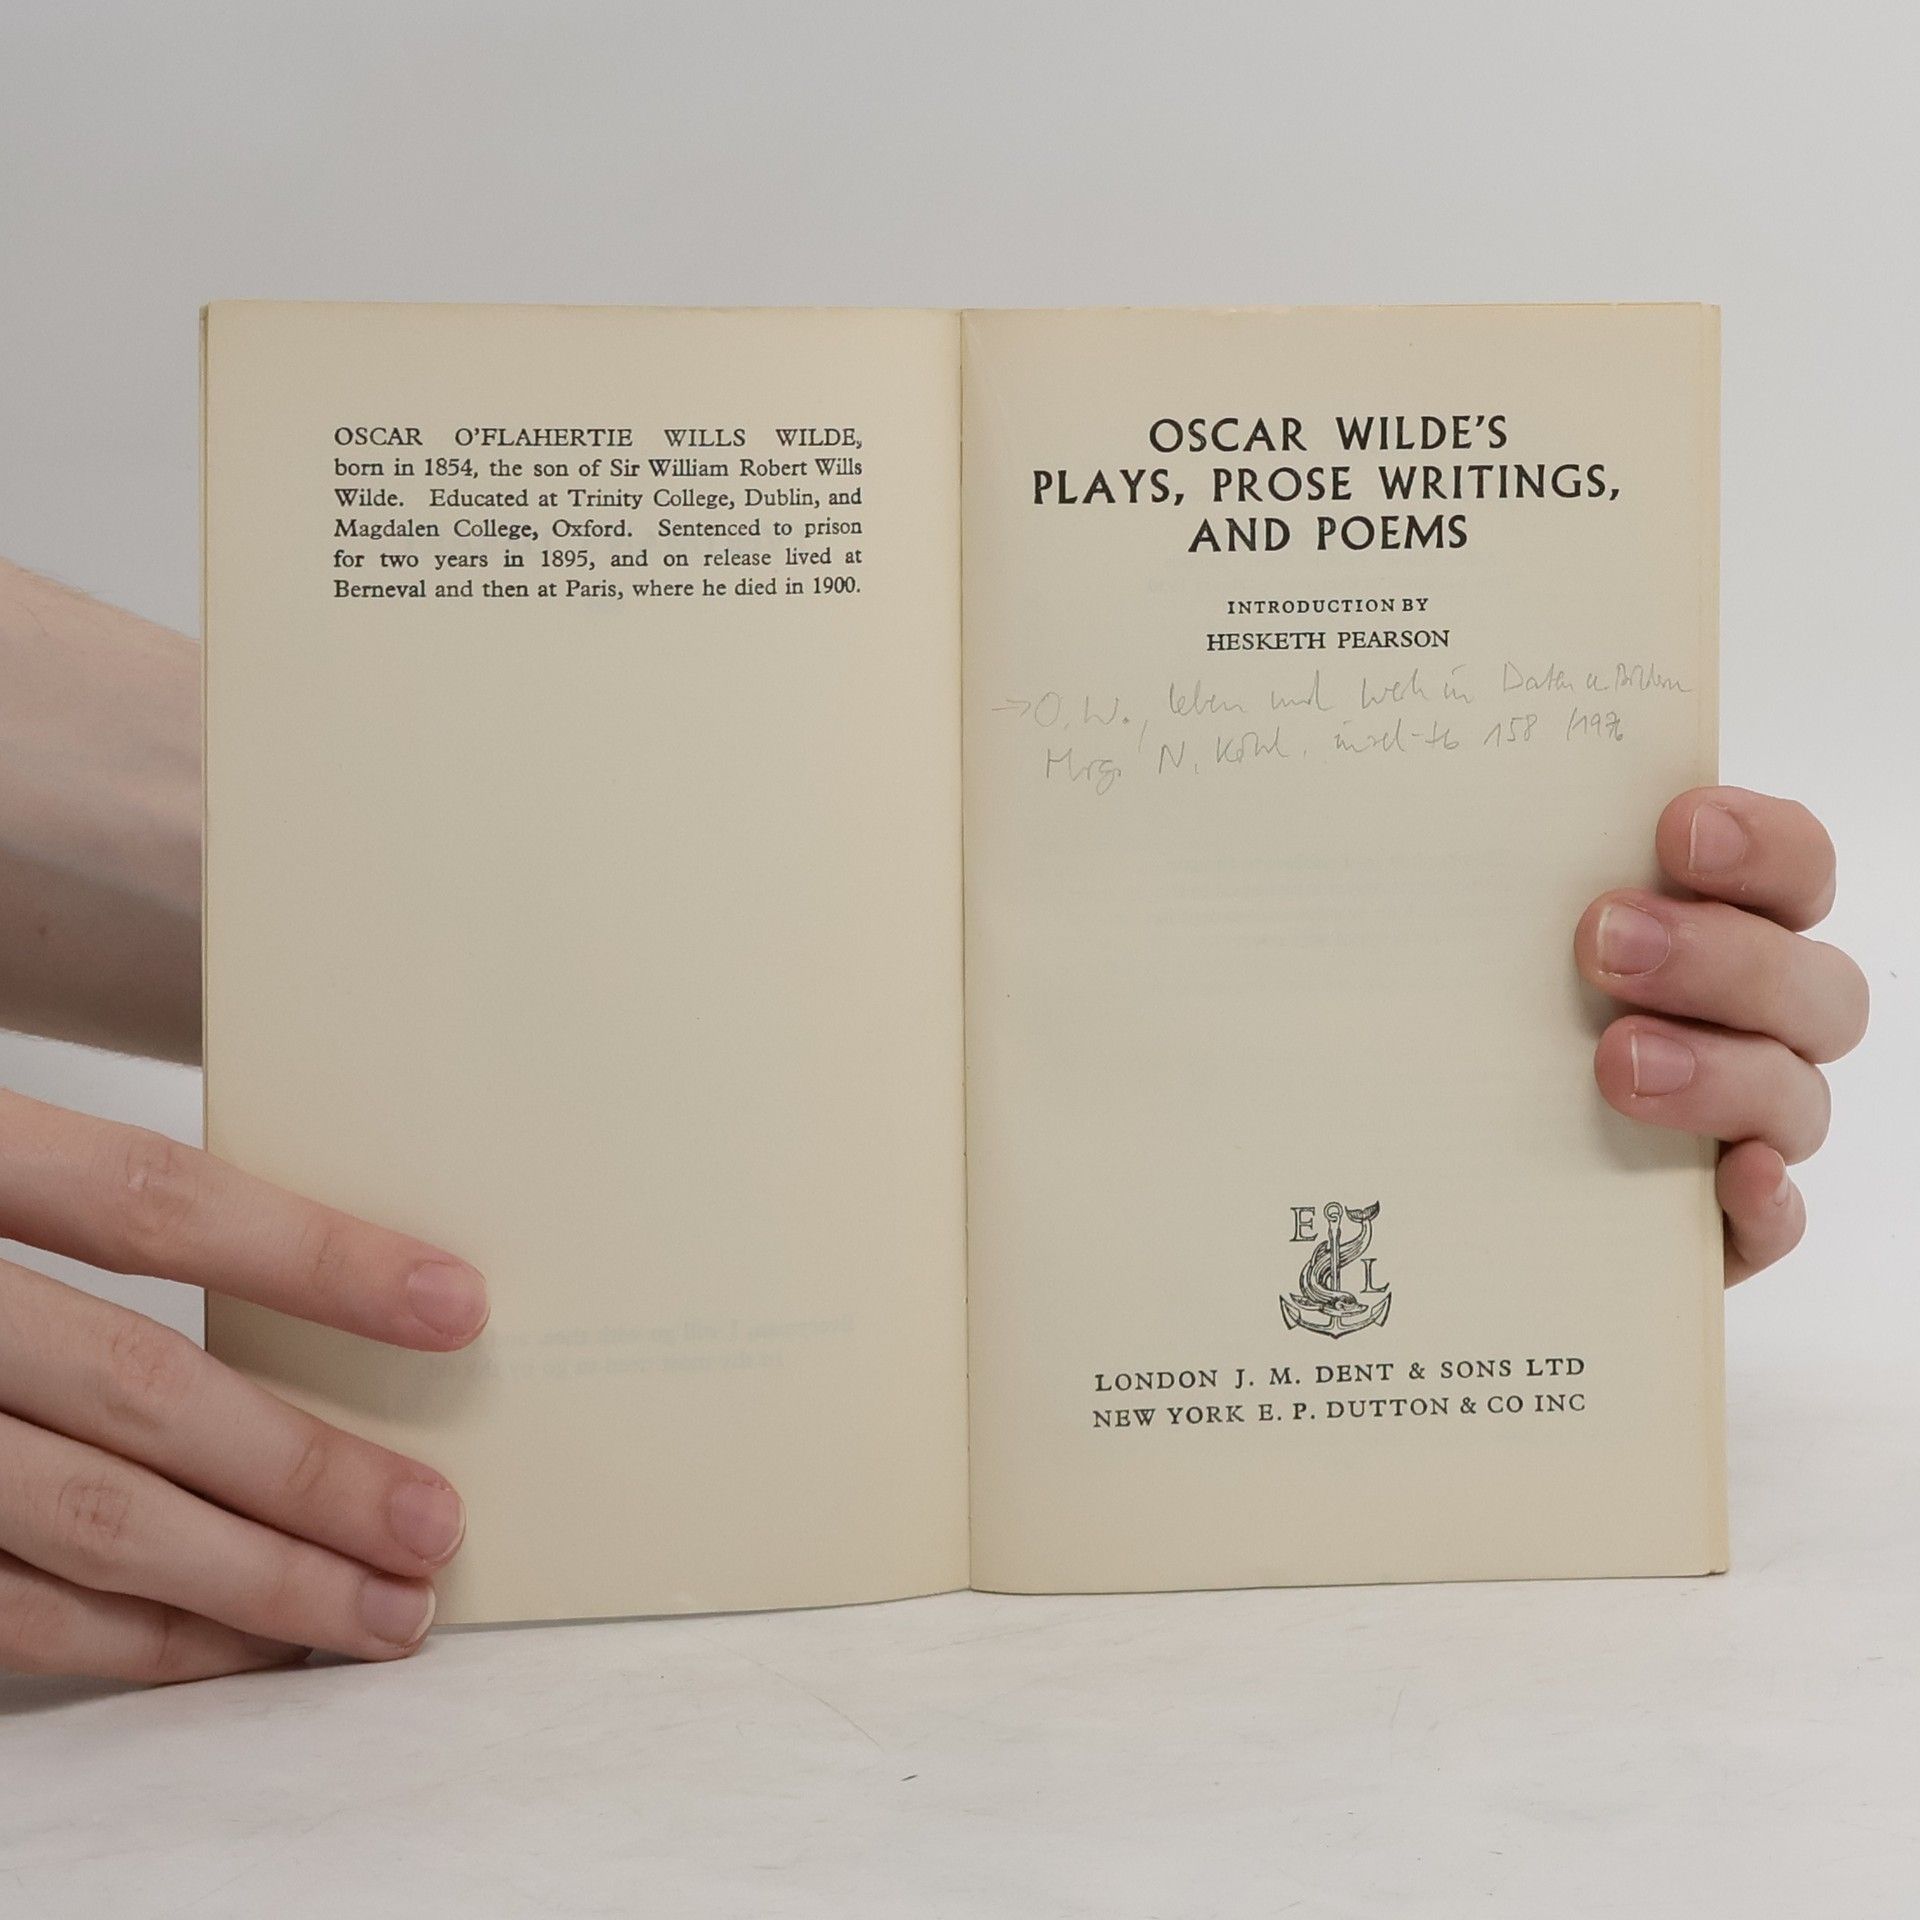 OSCAR O'FLAHERTIE WILLS WILDE,
born in 1854, the son of Sir William Robert Wills
Wilde. Educated at Trinity College, Dublin, and
Magdalen College, Oxford. Sentenced to prison
for two years in 1895, and on release lived at
Berneval and then at Paris, where he died in 1900.
OSCAR WILDE'S
PLAYS, PROSE WRITINGS,
AND POEMS
INTRODUCTION BY
HESKETH PEARSON
→ O. W., Leben und Werk in Daten u. Bildern
Hrsg. N. Kohl. insel-tb 158 (1976
E L
LONDON J. M. DENT & SONS LTD
NEW YORK E. P. DUTTON & CO INC